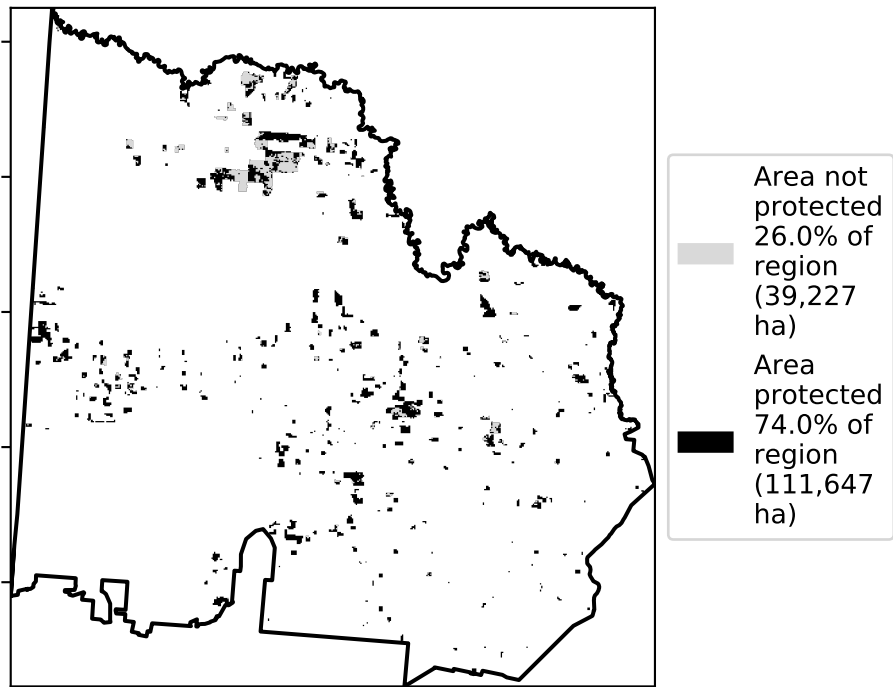 Area not
protected
26.0% of
region
(39,227
ha)
Area
protected
74.0% of
region
(111,647
ha)